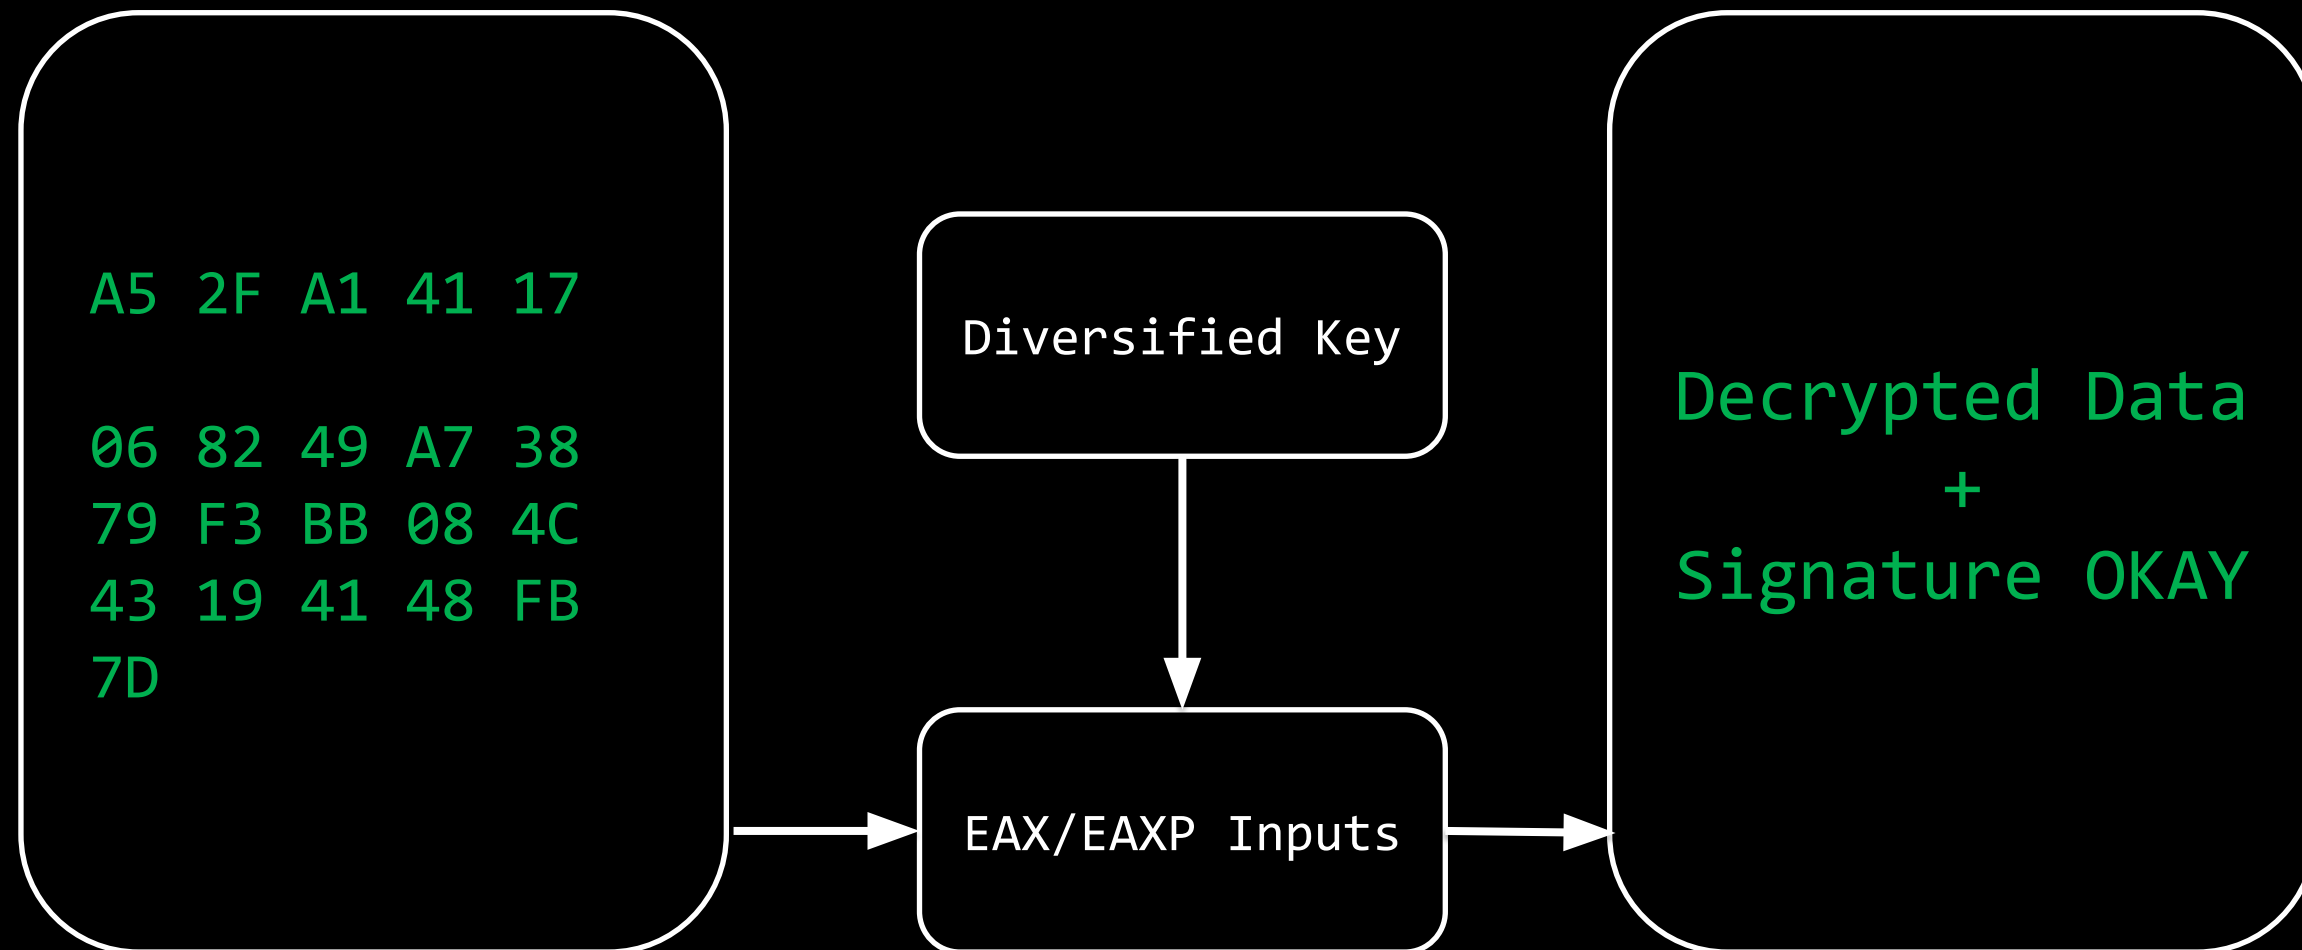 A5 2F A1 41 17
06 82 49 A7 38
79 F3 BB 08 4C
43 19 41 48 FB
7D
Diversified Key
EAX/EAXP Inputs
Decrypted Data
+
Signature OKAY